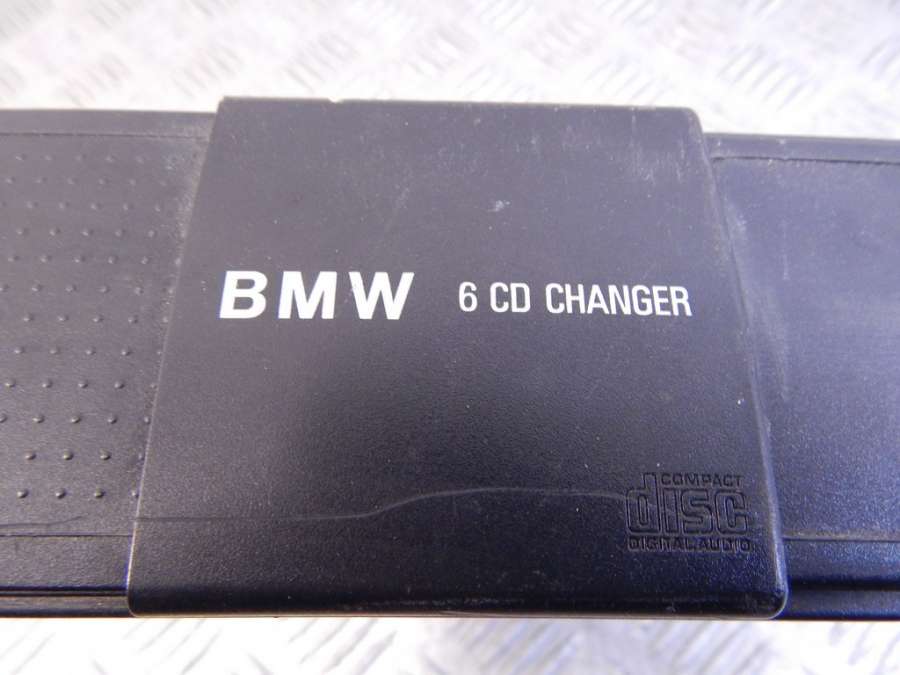 BMW 6 CD CHANGER
COMPACT
disc
DIGITAL AUDIO